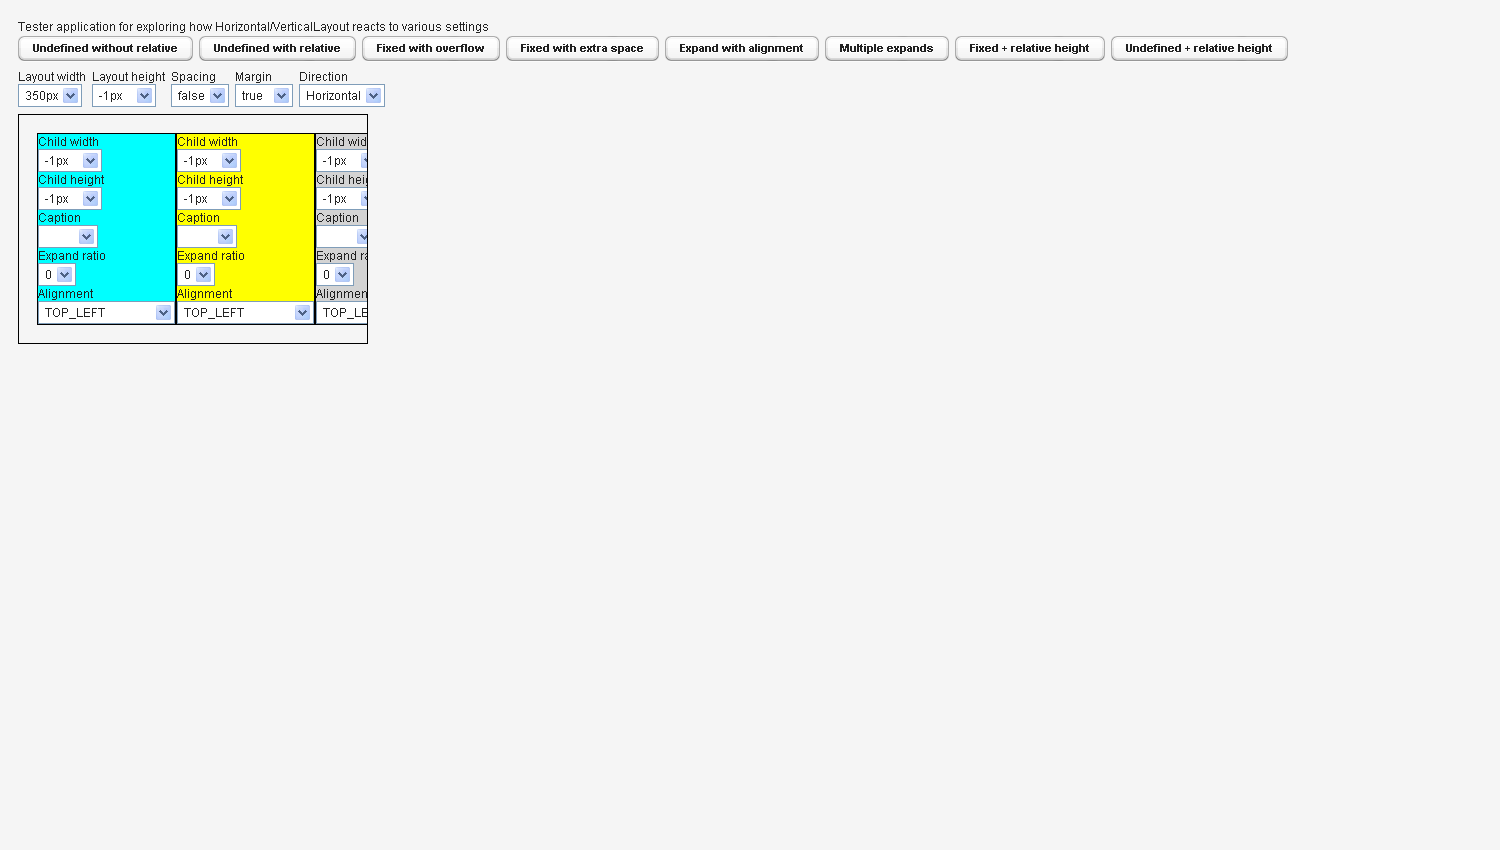 Tester application for exploring how Horizontal/VerticalLayout reacts to various settings
Undefined without relative Undefined with relative Fixed with overflow Fixed with extra space Expand with alignment Multiple expands Fixed + relative height Undefined + relative height
Layout width Layout height Spacing Margin Direction
350px -1px false true Horizontal
Child width Child width Child wid
-1px -1px -1px
Child height Child height Child hei
-1px -1px -1px
Caption Caption Caption
Expand ratio Expand ratio Expand ra
0 0 0
Alignment Alignment Alignmen
TOP_LEFT TOP_LEFT TOP_LE